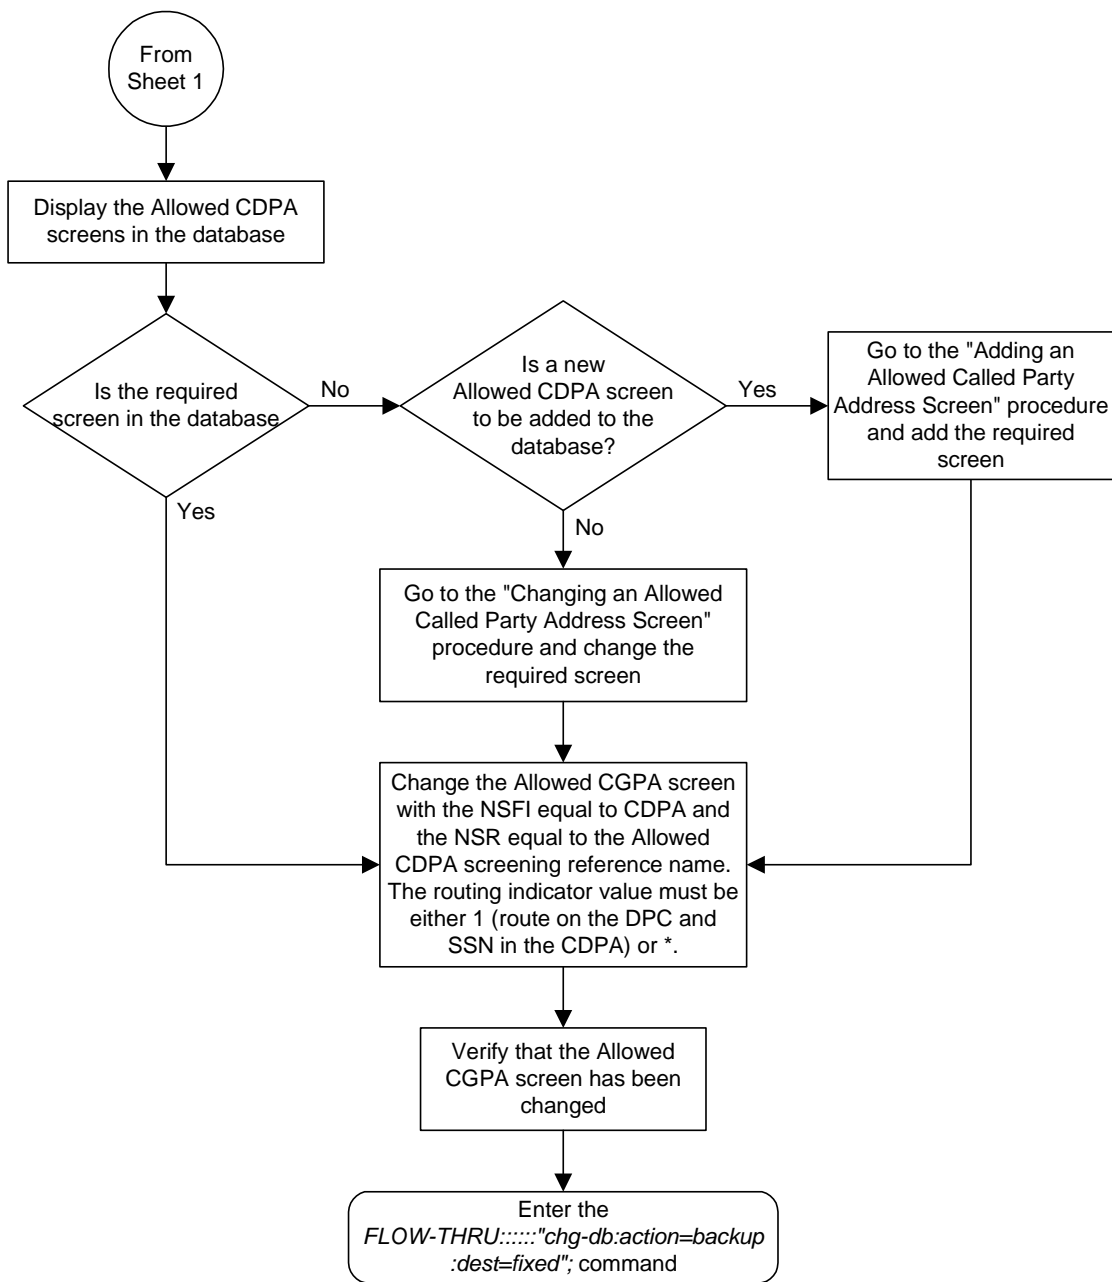 From
Sheet 1
Display the Allowed CDPA
screens in the database
Is the required
screen in the database
No
Is a new
Allowed CDPA screen
to be added to the
database?
Yes
Go to the "Adding an
Allowed Called Party
Address Screen" procedure
and add the required
screen
Yes
No
Go to the "Changing an Allowed
Called Party Address Screen"
procedure and change the
required screen
Change the Allowed CGPA screen
with the NSFI equal to CDPA and
the NSR equal to the Allowed
CDPA screening reference name.
The routing indicator value must be
either 1 (route on the DPC and
SSN in the CDPA) or *.
Verify that the Allowed
CGPA screen has been
changed
Enter the
FLOW-THRU::::::"chg-db:action=backup
:dest=fixed"; command